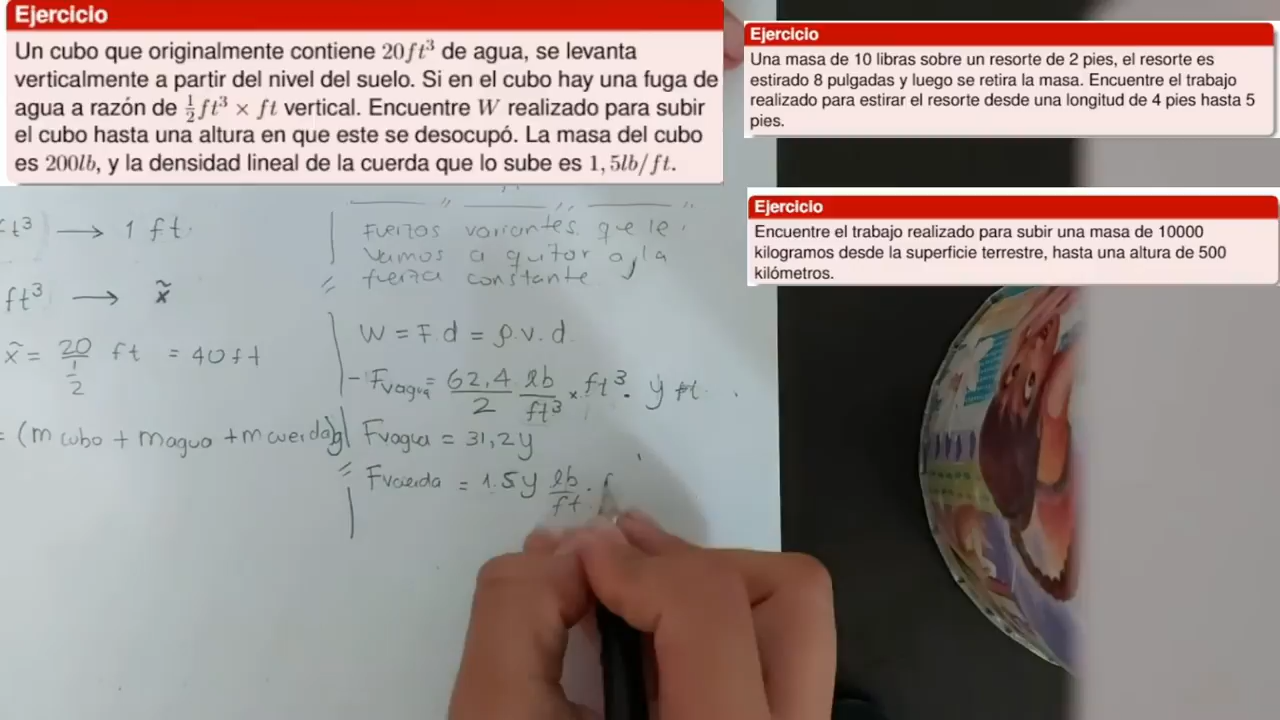 Ejercicio
Un cubo que originalmente contiene 20ft³ de agua, se levanta
verticalmente a partir del nivel del suelo. Si en el cubo hay una fuga de
agua a razón de ½ft³ × ft vertical. Encuentre W realizado para subir
el cubo hasta una altura en que este se desocupó. La masa del cubo
es 200lb, y la densidad lineal de la cuerda que lo sube es 1,5lb/ft.
Ejercicio
Una masa de 10 libras sobre un resorte de 2 pies, el resorte es
estirado 8 pulgadas y luego se retira la masa. Encuentre el trabajo
realizado para estirar el resorte desde una longitud de 4 pies hasta 5
pies.
Ejercicio
Encuentre el trabajo realizado para subir una masa de 10000
kilogramos desde la superficie terrestre, hasta una altura de 500
kilómetros.
ft³ → 1 ft
ft³ → x̃
x̃ = 20/(1/2) ft = 40ft
= (m cubo + magua + mcuerda)g
Fuerzas variantes que le
vamos a quitar a la
fuerza constante
W = F.d = ρ.v.d
- Fvagua = 62,4/2 lb/ft³ × ft³. y ft
Fvagua = 31,2y
Fvcuerda = 1.5y lb/ft .